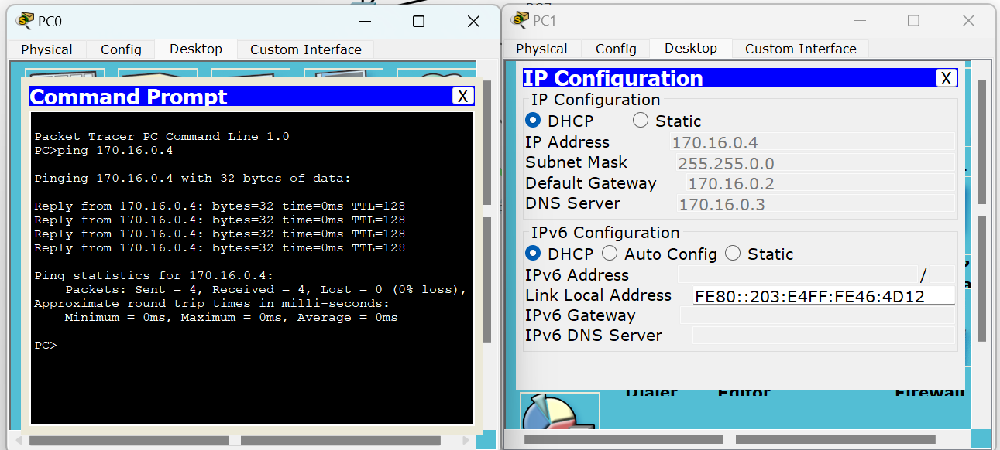 PC0
Physical Config Desktop Custom Interface
Command Prompt X
Packet Tracer PC Command Line 1.0
PC>ping 170.16.0.4
Pinging 170.16.0.4 with 32 bytes of data:
Reply from 170.16.0.4: bytes=32 time=0ms TTL=128
Reply from 170.16.0.4: bytes=32 time=0ms TTL=128
Reply from 170.16.0.4: bytes=32 time=0ms TTL=128
Reply from 170.16.0.4: bytes=32 time=0ms TTL=128
Ping statistics for 170.16.0.4:
Packets: Sent = 4, Received = 4, Lost = 0 (0% loss),
Approximate round trip times in milli-seconds:
Minimum = 0ms, Maximum = 0ms, Average = 0ms
PC>
PC1
Physical Config Desktop Custom Interface
IP Configuration X
IP Configuration
DHCP Static
IP Address 170.16.0.4
Subnet Mask 255.255.0.0
Default Gateway 170.16.0.2
DNS Server 170.16.0.3
IPv6 Configuration
DHCP Auto Config Static
IPv6 Address /
Link Local Address FE80::203:E4FF:FE46:4D12
IPv6 Gateway
IPv6 DNS Server
Dialer Editor Firewall